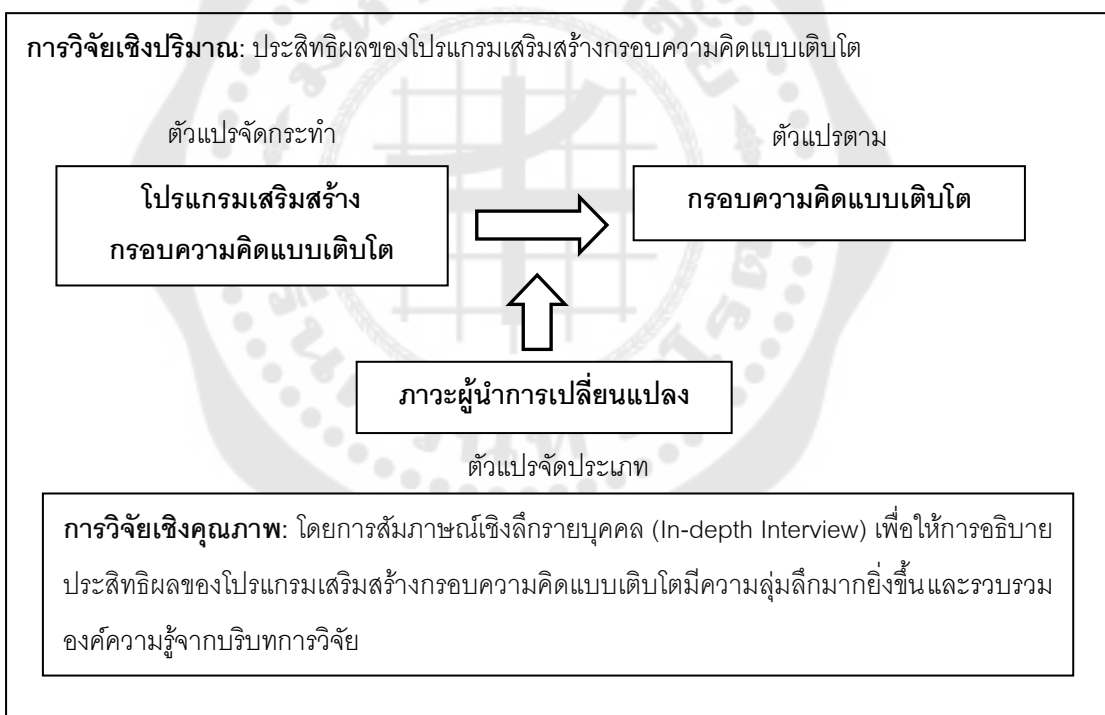 การวิจัยเชิงปริมาณ: ประสิทธิผลของโปรแกรมเสริมสร้างกรอบความคิดแบบเติบโต
ตัวแปรจัดกระทำ
ตัวแปรตาม
โปรแกรมเสริมสร้าง
กรอบความคิดแบบเติบโต
กรอบความคิดแบบเติบโต
ภาวะผู้นำการเปลี่ยนแปลง
ตัวแปรจัดประเภท
การวิจัยเชิงคุณภาพ: โดยการสัมภาษณ์เชิงลึกรายบุคคล (In-depth Interview) เพื่อให้การอธิบาย
ประสิทธิผลของโปรแกรมเสริมสร้างกรอบความคิดแบบเติบโตมีความลุ่มลึกมากยิ่งขึ้นและรวบรวม
องค์ความรู้จากบริบทการวิจัย